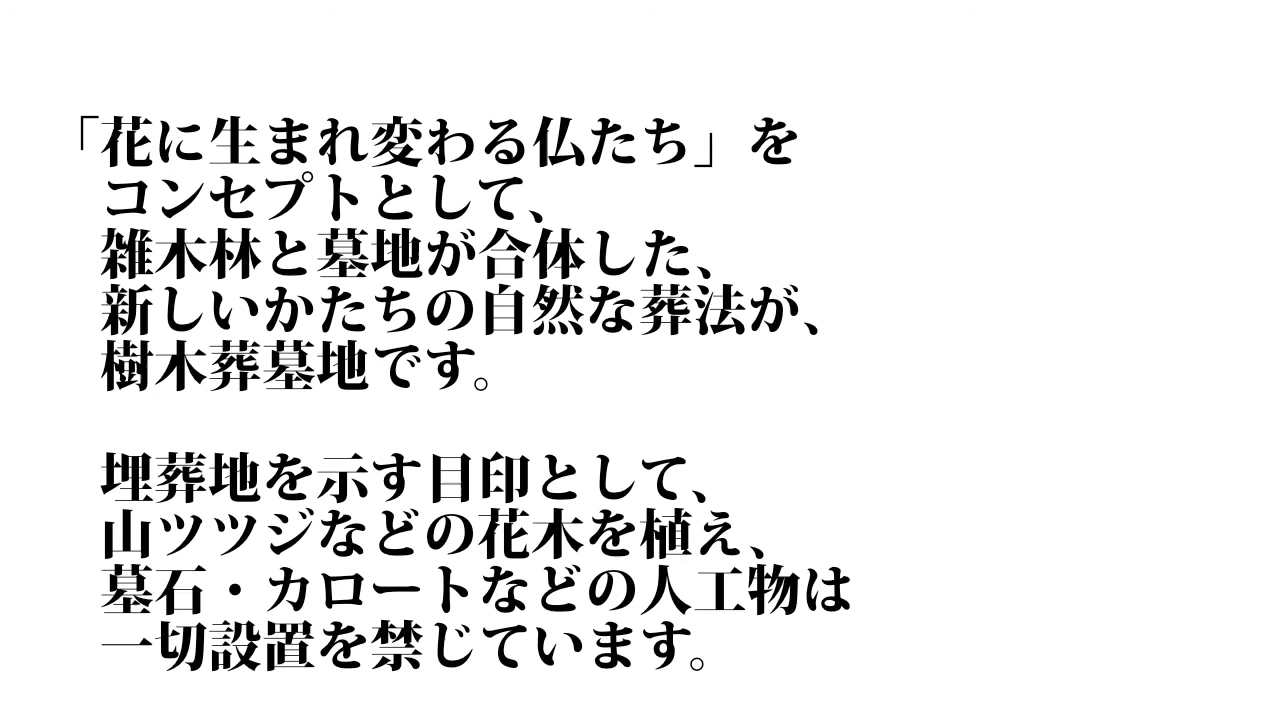 「花に生まれ変わる仏たち」を
コンセプトとして、
雑木林と墓地が合体した、
新しいかたちの自然な葬法が、
樹木葬墓地です。
埋葬地を示す目印として、
山ツツジなどの花木を植え、
墓石・カロートなどの人工物は
一切設置を禁じています。